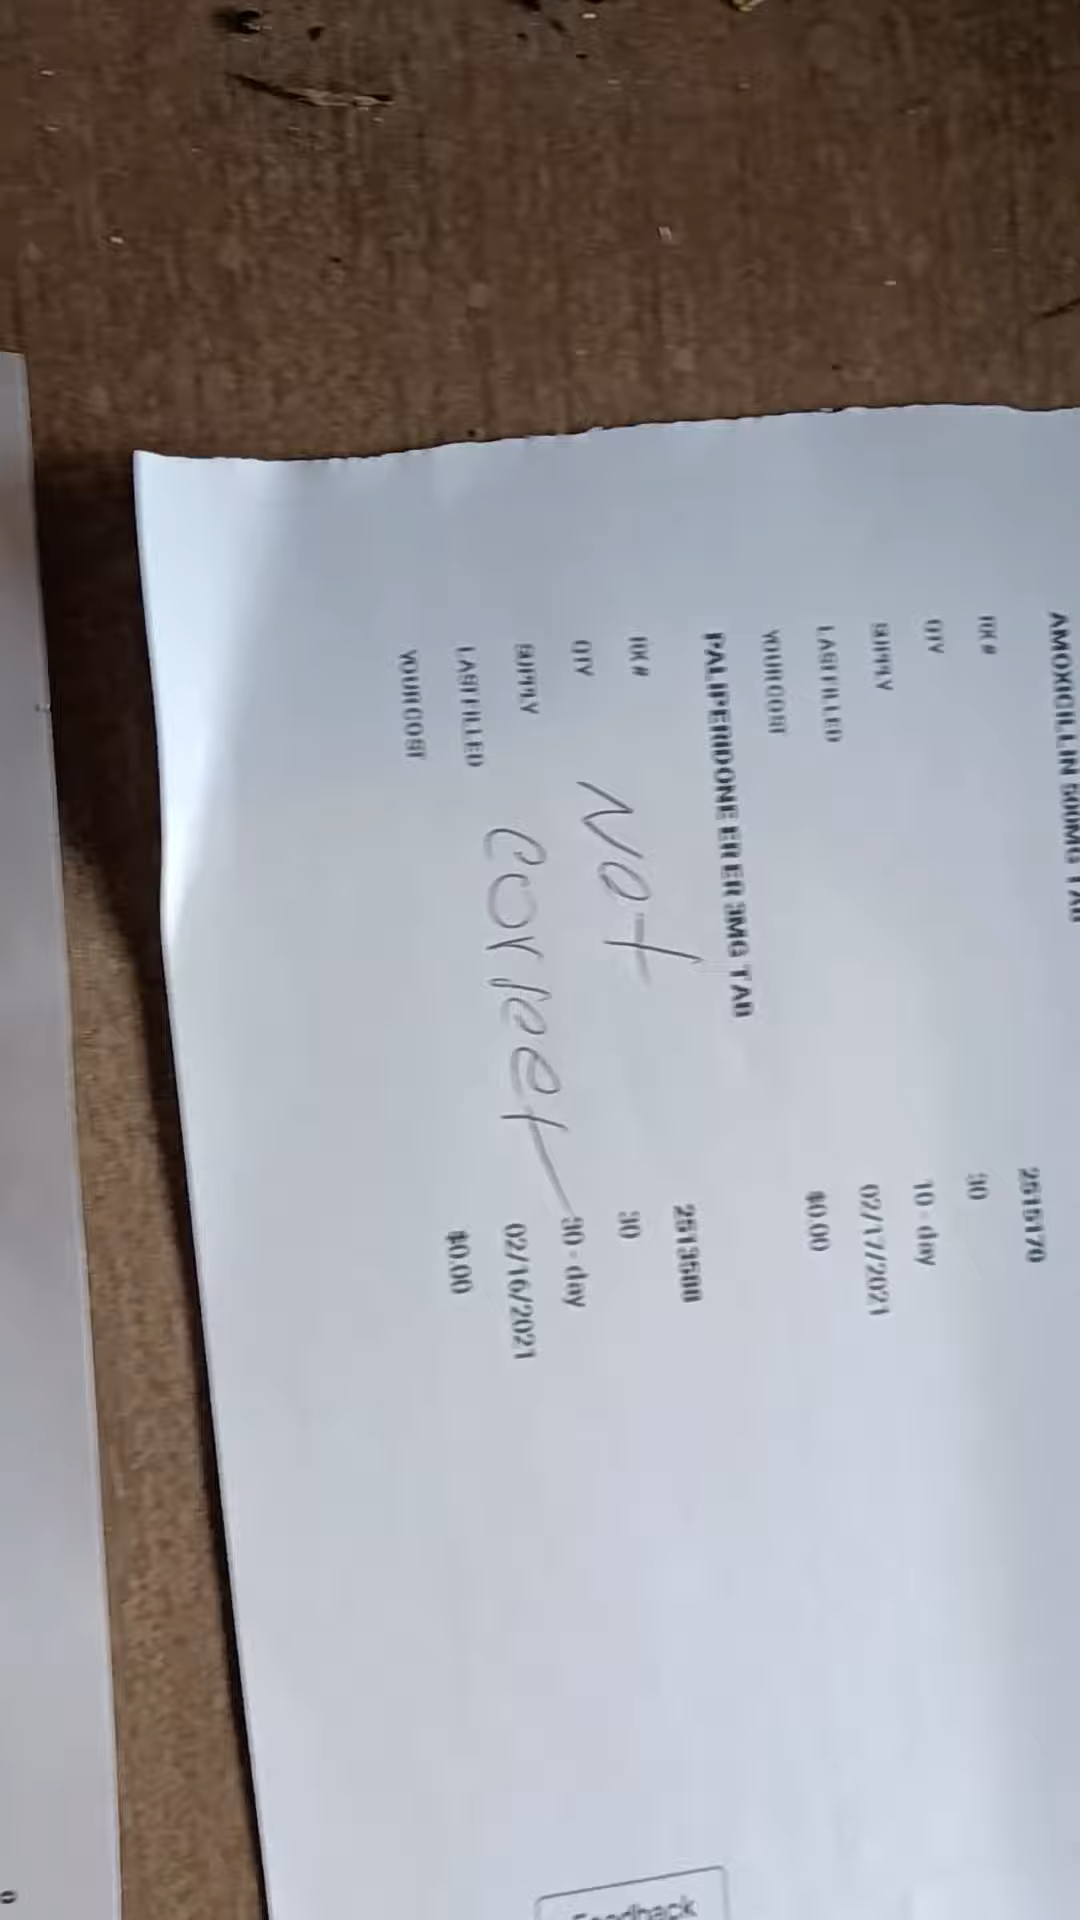 AMOXICILLIN 500MG TAB
RX # 2515170
QTY 30
SUPPLY 10 - day
LAST FILLED 02/17/2021
YOUR COST $0.00
PALIPERIDONE ER ER 3MG TAB
RX # 2513588
QTY 30
SUPPLY 30 - day
LAST FILLED 02/16/2021
YOUR COST $0.00
Not
correct
Feedback